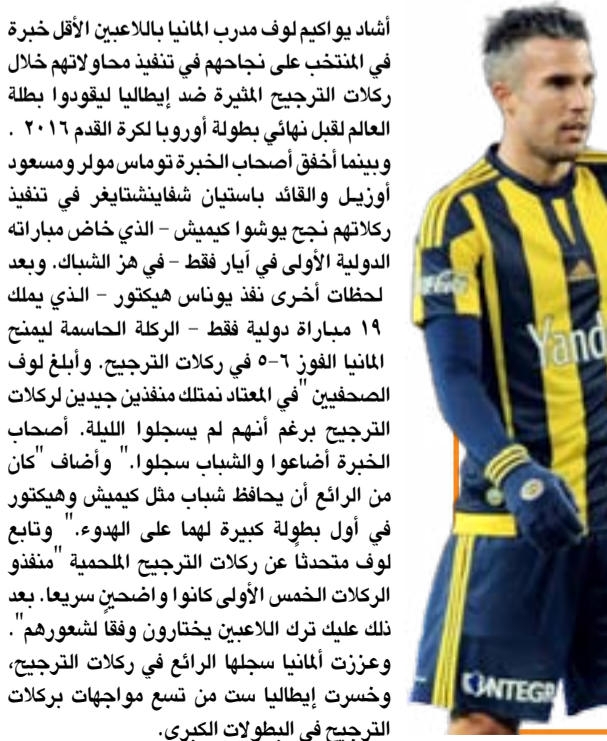 أشاد يواكيم لوف مدرب المانيا باللاعبين الأقل خبرة
في المنتخب على نجاحهم في تنفيذ محاولاتهم خلال
ركلات الترجيح المثيرة ضد إيطاليا ليقودوا بطلة
العالم لقبل نهائي بطولة أوروبا لكرة القدم ٢٠١٦ .
وبينما أخفق أصحاب الخبرة توماس مولر ومسعود
أوزيل والقائد باستيان شفاينشتايغر في تنفيذ
ركلاتهم نجح يوشوا كيميش – الذي خاض مباراته
الدولية الأولى في آيار فقط – في هز الشباك. وبعد
لحظات أخرى نفذ يوناس هيكتور – الذي يملك
١٩ مباراة دولية فقط – الركلة الحاسمة ليمنح
المانيا الفوز ٦-٥ في ركلات الترجيح. وأبلغ لوف
الصحفيين "في المعتاد نمتلك منفذين جيدين لركلات
الترجيح برغم أنهم لم يسجلوا الليلة. أصحاب
الخبرة أضاعوا والشباب سجلوا." وأضاف "كان
من الرائع أن يحافظ شباب مثل كيميش وهيكتور
في أول بطولة كبيرة لهما على الهدوء." وتابع
لوف متحدثاً عن ركلات الترجيح الملحمية "منفذو
الركلات الخمس الأولى كانوا واضحين سريعا. بعد
ذلك عليك ترك اللاعبين يختارون وفقاً لشعورهم".
وعززت ألمانيا سجلها الرائع في ركلات الترجيح،
وخسرت إيطاليا ست من تسع مواجهات بركلات
الترجيح في البطولات الكبرى.
Yand